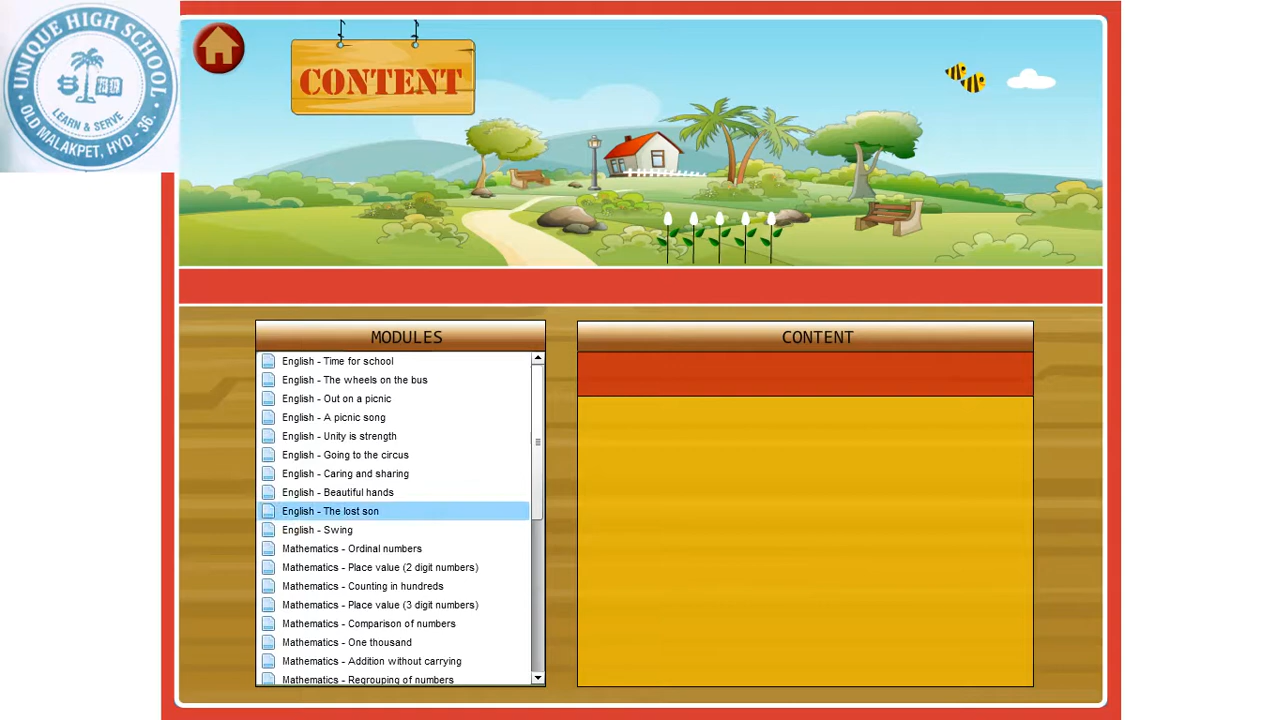 UNIQUE HIGH SCHOOL
LEARN & SERVE
OLD MALAKPET, HYD - 36.
CONTENT
MODULES
English - Time for school
English - The wheels on the bus
English - Out on a picnic
English - A picnic song
English - Unity is strength
English - Going to the circus
English - Caring and sharing
English - Beautiful hands
English - The lost son
English - Swing
Mathematics - Ordinal numbers
Mathematics - Place value (2 digit numbers)
Mathematics - Counting in hundreds
Mathematics - Place value (3 digit numbers)
Mathematics - Comparison of numbers
Mathematics - One thousand
Mathematics - Addition without carrying
Mathematics - Regrouping of numbers
CONTENT